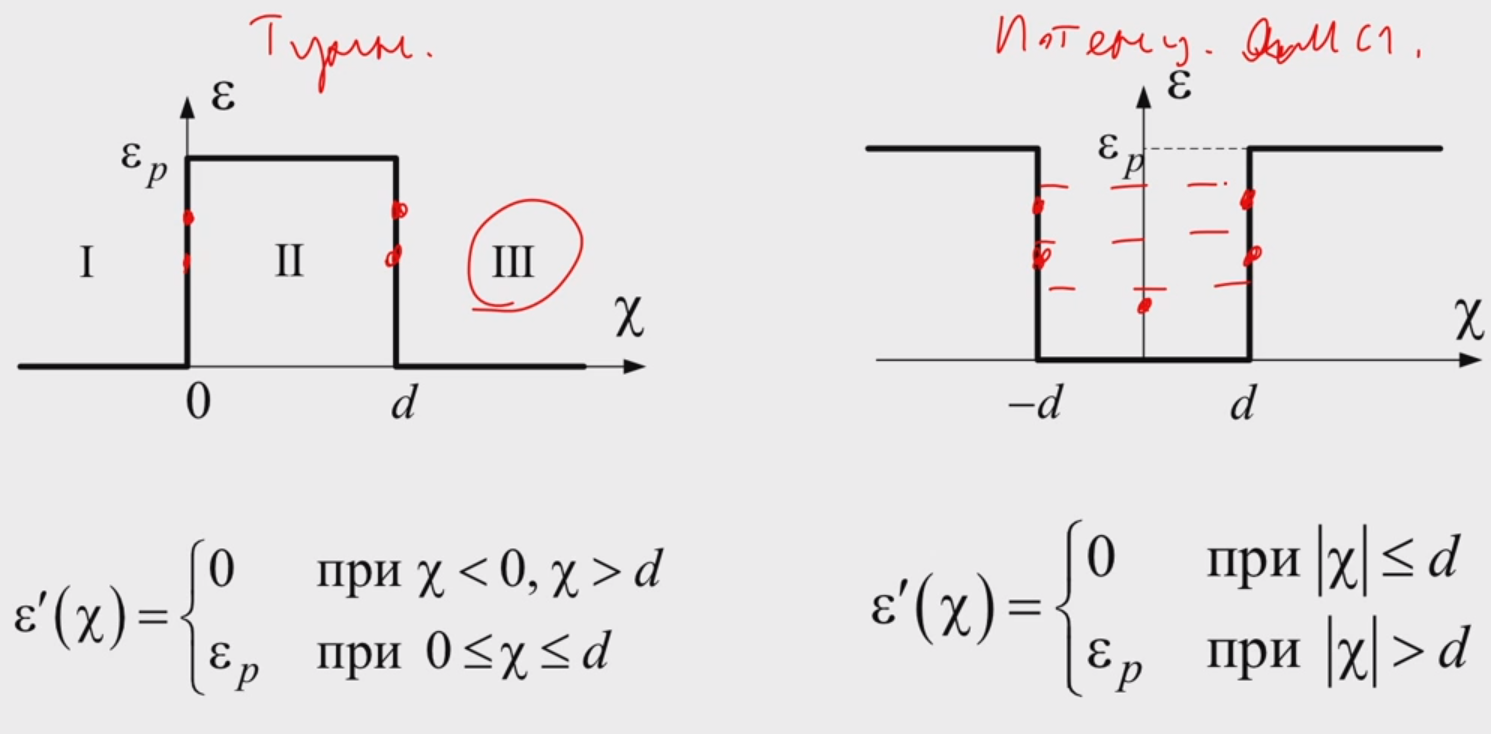 Тунн.
ε
ε_p
I II III
χ
0 d
ε'(χ) = { 0 при χ < 0, χ > d
ε_p при 0 ≤ χ ≤ d
ε
ε_p
χ
−d d
ε'(χ) = { 0 при |χ| ≤ d
ε_p при |χ| > d